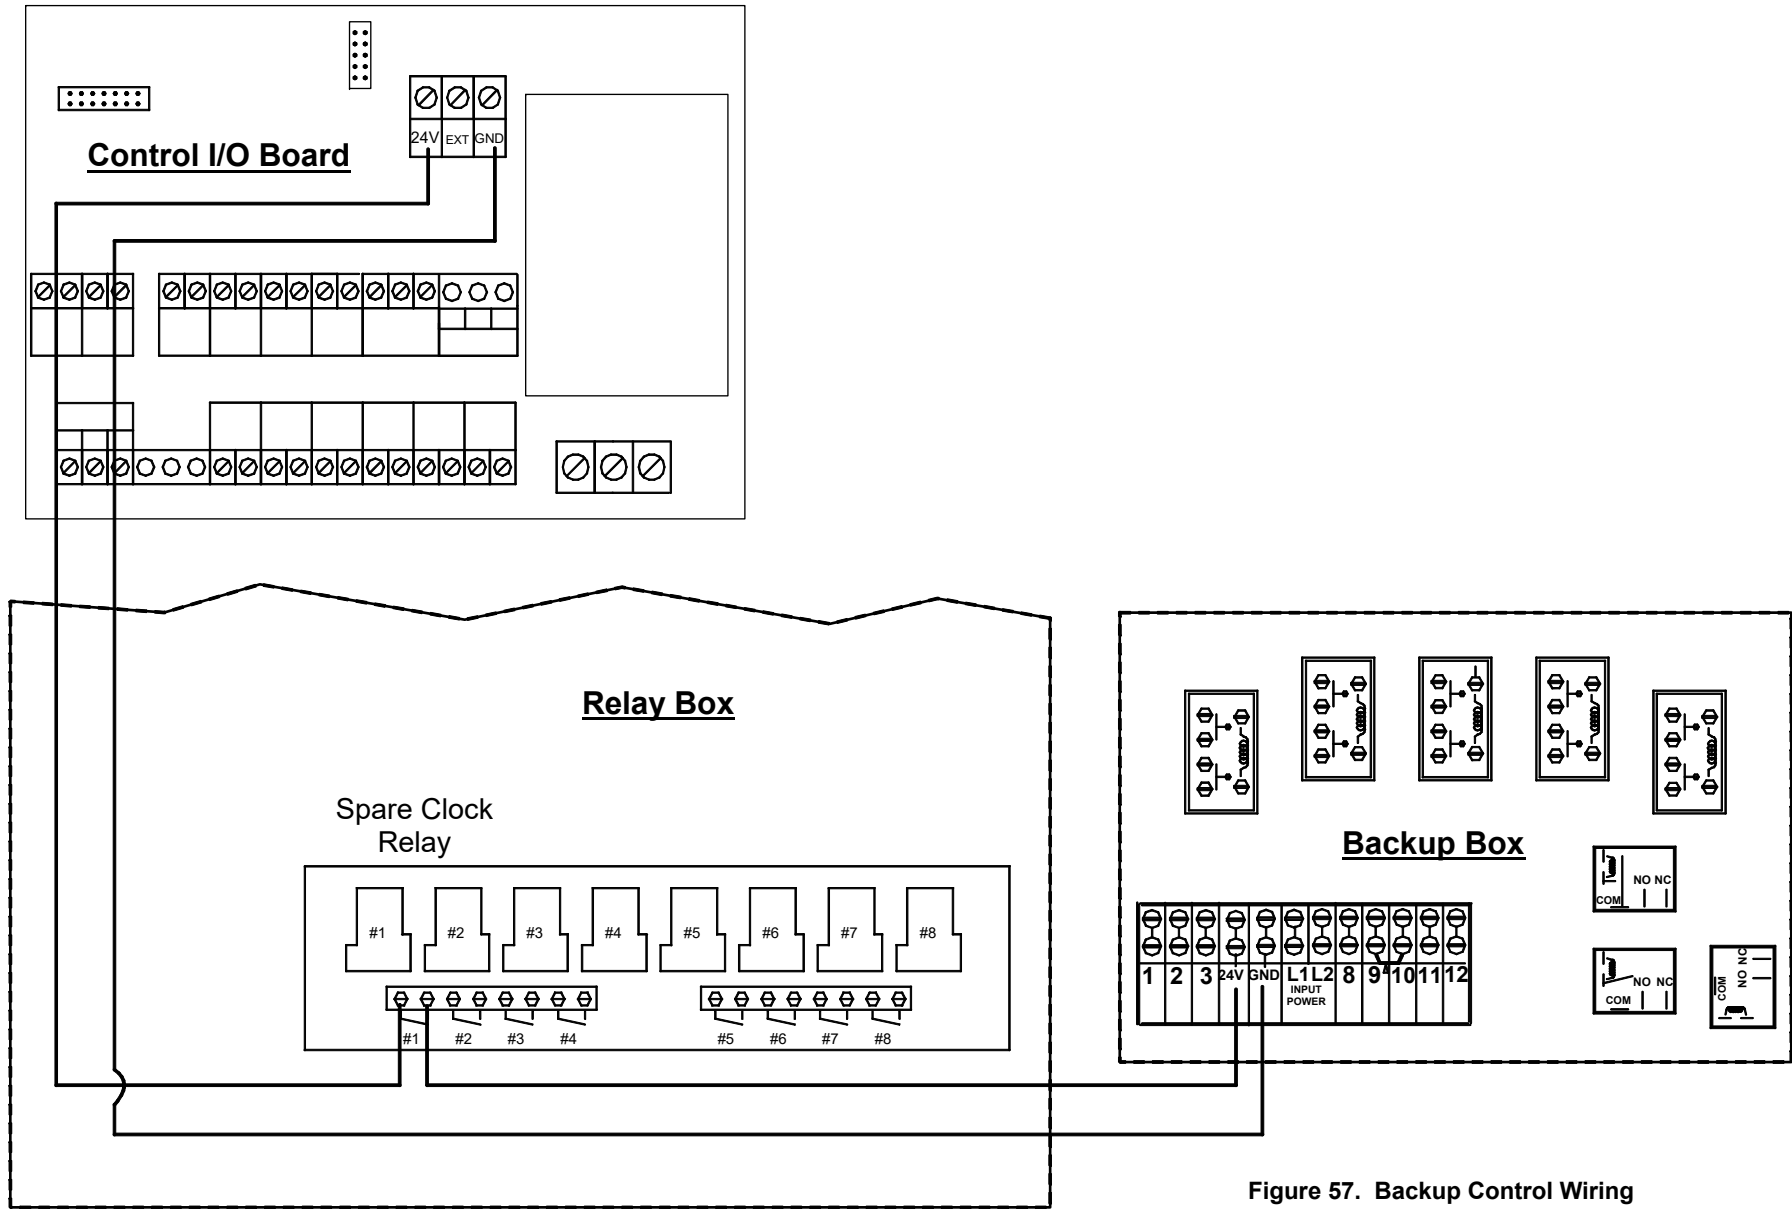 24V EXT GND
Control I/O Board
Relay Box
Spare Clock
Relay
#1 #2 #3 #4 #5 #6 #7 #8
#1 #2 #3 #4 #5 #6 #7 #8
Backup Box
NO NC
COM
1 2 3 24V GND L1 L2 8 9 10 11 12
INPUT
POWER
NO NC
COM
NO NC
COM
Figure 57. Backup Control Wiring